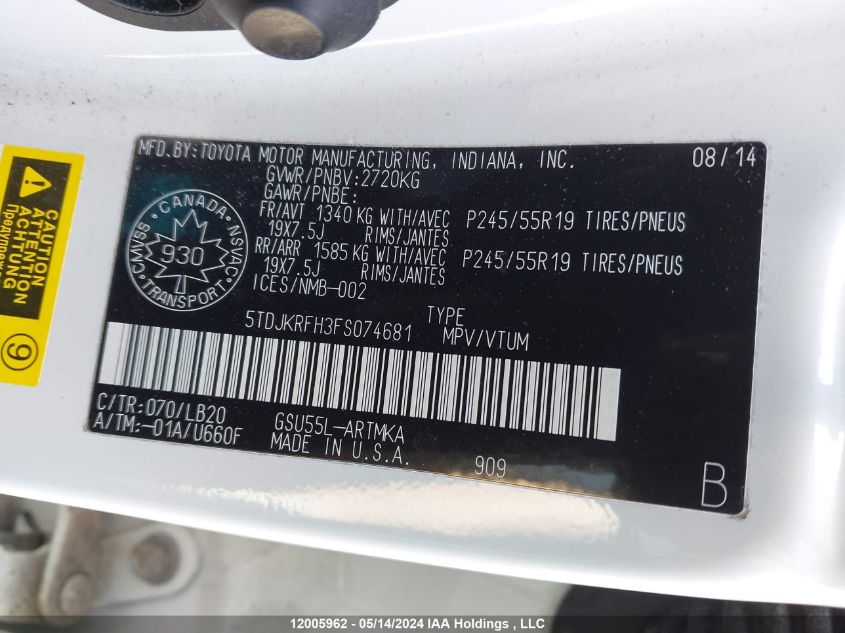 MFD.BY:TOYOTA MOTOR MANUFACTURING, INDIANA, INC. 08/14
GVWR/PNBV:2720KG
GAWR/PNBE:
FR/AVT 1340 KG WITH/AVEC P245/55R19 TIRES/PNEUS
19X7.5J RIMS/JANTES
RR/ARR 1585 KG WITH/AVEC P245/55R19 TIRES/PNEUS
19X7.5J RIMS/JANTES
ICES/NMB-002
CANADA
CMVSS 930 NSVAC
TRANSPORT
5TDJKRFH3FS074681 TYPE
MPV/VTUM
C/TR:070/LB20 GSU55L-ARTMKA
A/TM:-01A/U660F MADE IN U.S.A.
909
B
CAUTION
ATTENTION
ACHTUNG
9
12005962 - 05/14/2024 IAA Holdings , LLC